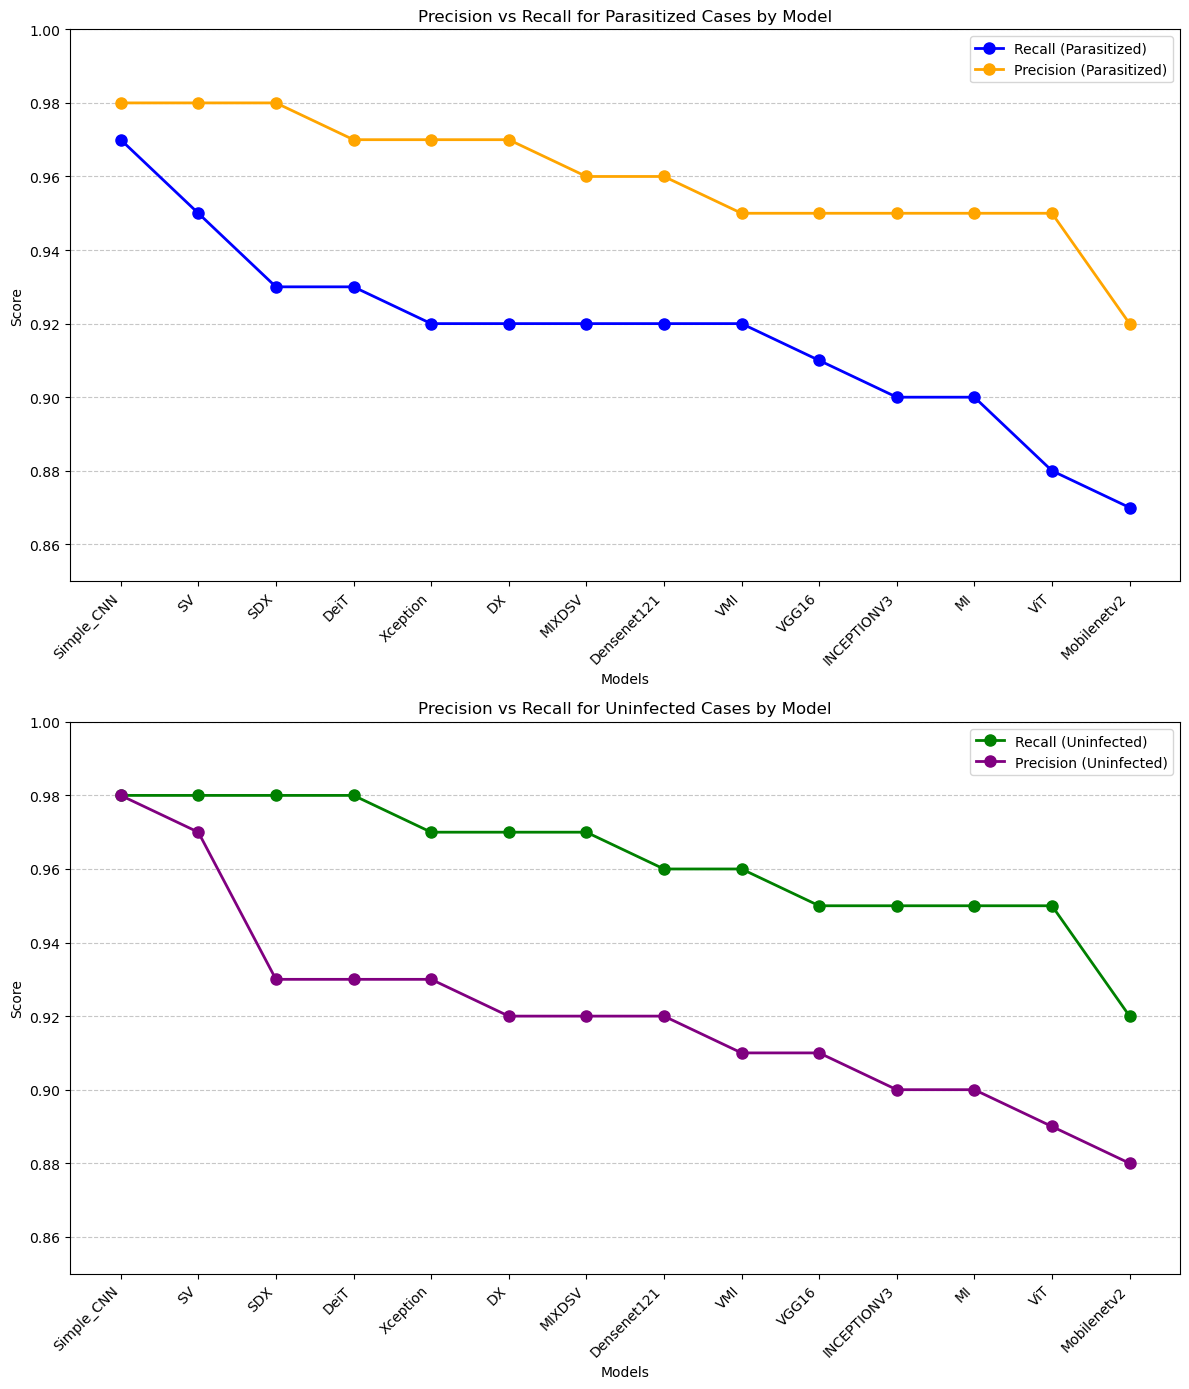 Precision vs Recall for Parasitized Cases by Model
Recall (Parasitized)
Precision (Parasitized)
Score
1.00
0.98
0.96
0.94
0.92
0.90
0.88
0.86
Simple_CNN
SV
SDX
DeiT
Xception
DX
MIXDSV
Densenet121
VMI
VGG16
INCEPTIONV3
MI
ViT
Mobilenetv2
Models
Precision vs Recall for Uninfected Cases by Model
Recall (Uninfected)
Precision (Uninfected)
Score
1.00
0.98
0.96
0.94
0.92
0.90
0.88
0.86
Simple_CNN
SV
SDX
DeiT
Xception
DX
MIXDSV
Densenet121
VMI
VGG16
INCEPTIONV3
MI
ViT
Mobilenetv2
Models